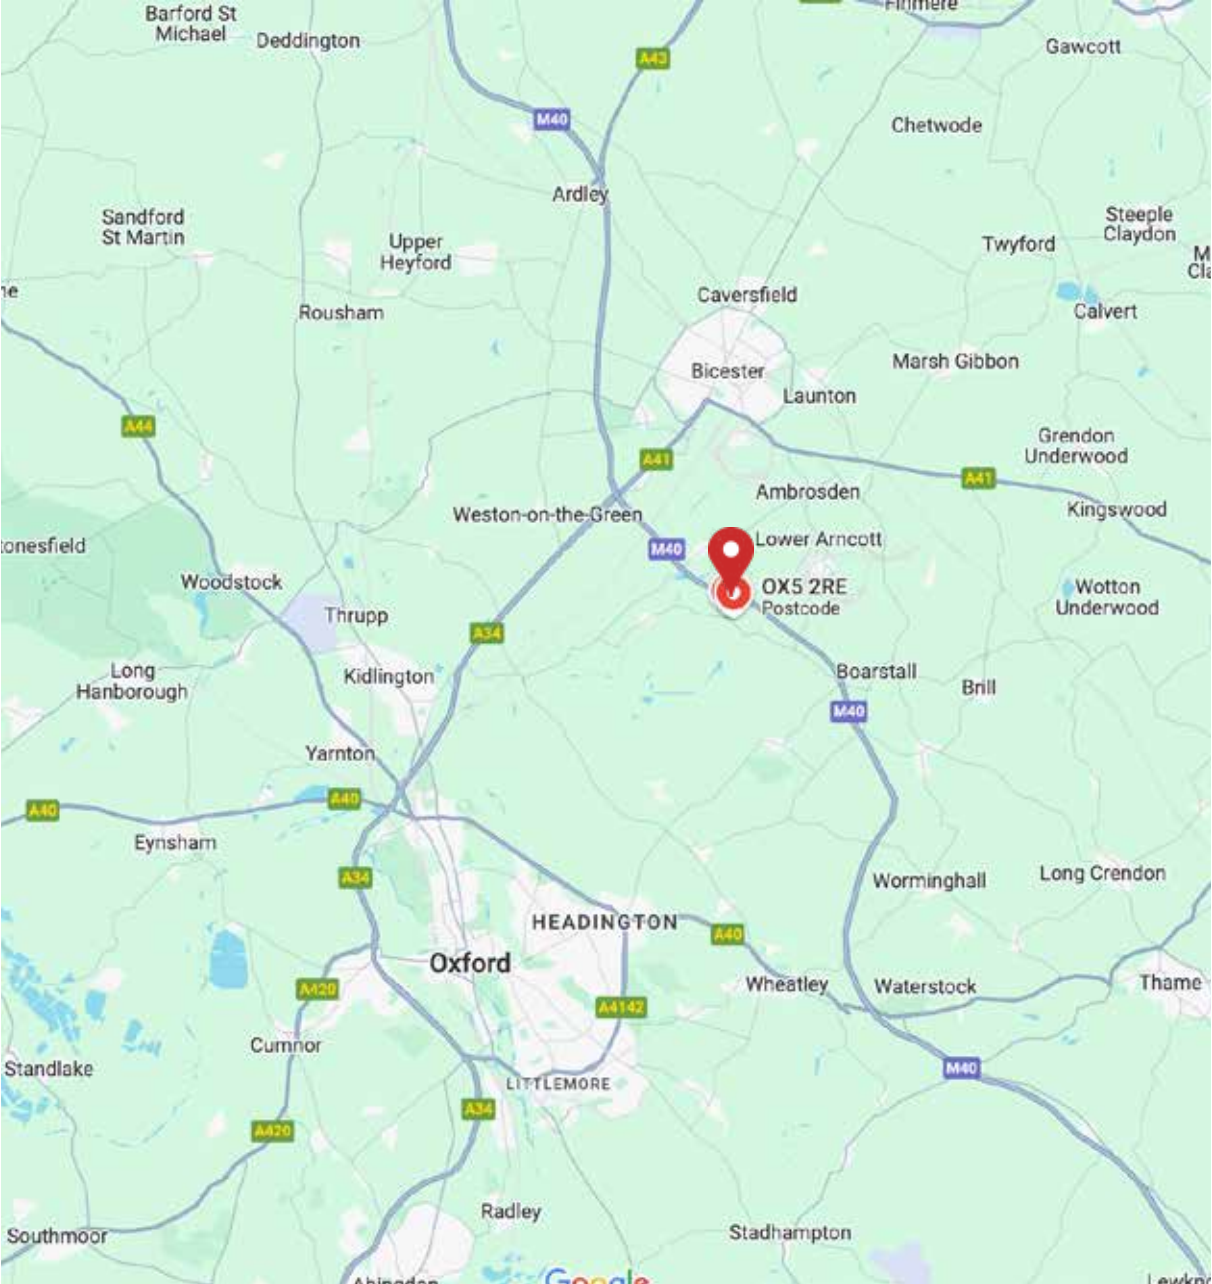 Finmere
Barford St
Michael
Deddington
Gawcott
A43
M40
Chetwode
Ardley
Sandford
St Martin
Upper
Heyford
Twyford
Steeple
Claydon
Caversfield
Rousham
Calvert
Bicester
Marsh Gibbon
Launton
A44
Grendon
Underwood
A41
A41
Ambrosden
Kingswood
Weston-on-the-Green
Lower Arncott
M40
onesfield
Woodstock
OX5 2RE
Postcode
Wotton
Underwood
Thrupp
A34
Long
Hanborough
Kidlington
Boarstall
Brill
M40
Yarnton
A40
A40
Eynsham
A34
Worminghall
Long Crendon
HEADINGTON
A40
Oxford
A420
Wheatley
Waterstock
Thame
A4142
Cumnor
Standlake
M40
LITTLEMORE
A34
A420
Radley
Southmoor
Stadhampton
Abingdon
Google